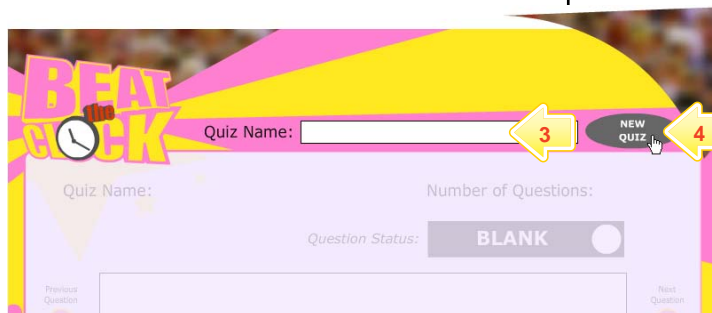 BEAT
the
CLOCK
Quiz Name:
3
NEW
QUIZ
4
Quiz Name:
Number of Questions:
Question Status:
BLANK
Previous
Question
Next
Question